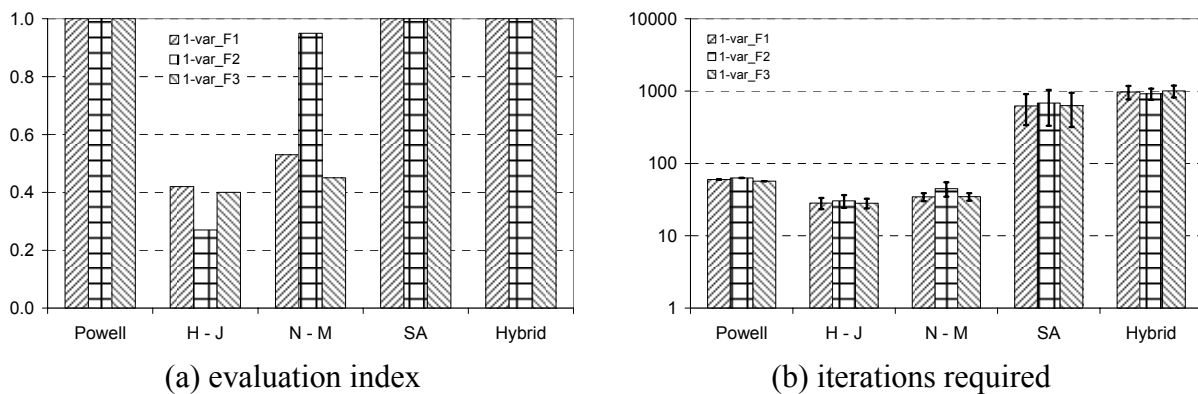 1.0
0.8
0.6
0.4
0.2
0.0
1-var_F1
1-var_F2
1-var_F3
Powell
H - J
N - M
SA
Hybrid
(a) evaluation index
10000
1000
100
10
1
1-var_F1
1-var_F2
1-var_F3
Powell
H - J
N - M
SA
Hybrid
(b) iterations required